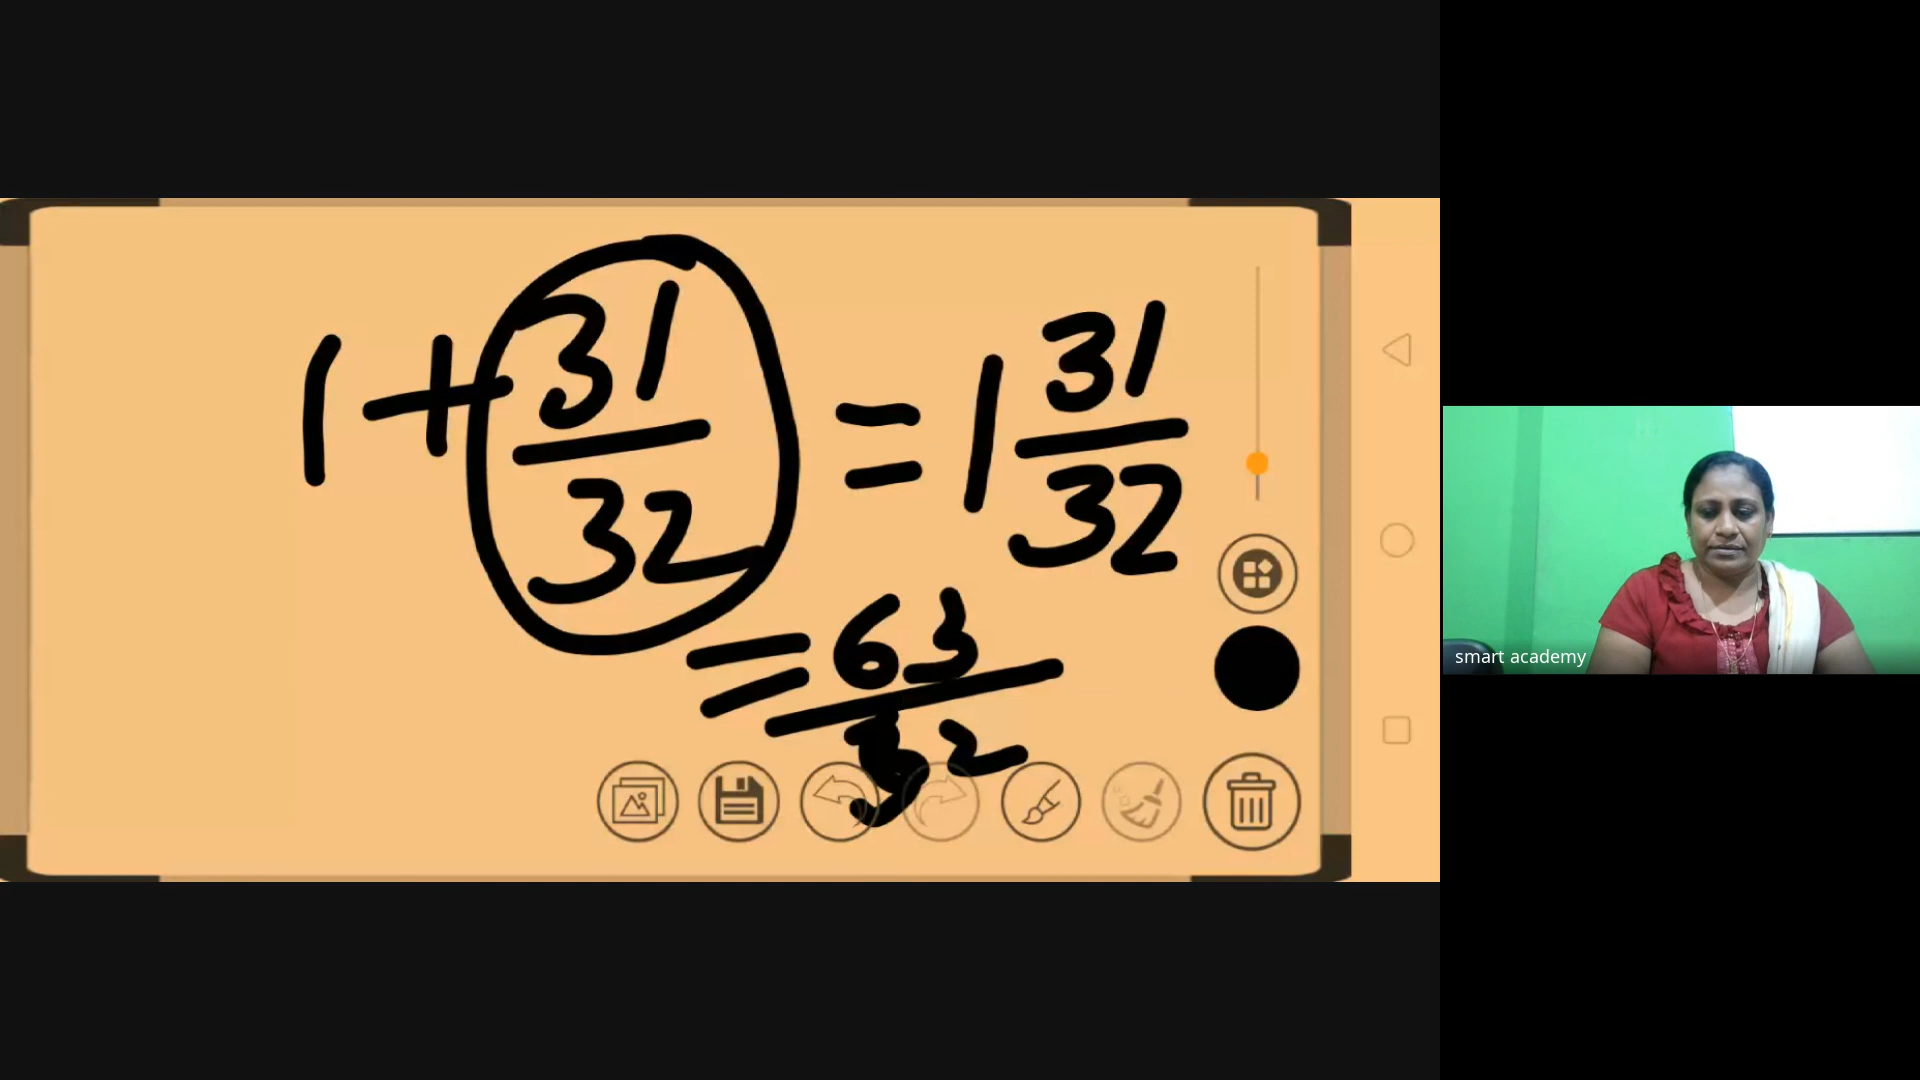 1 + 31/32 = 1 31/32
= 63/32
smart academy